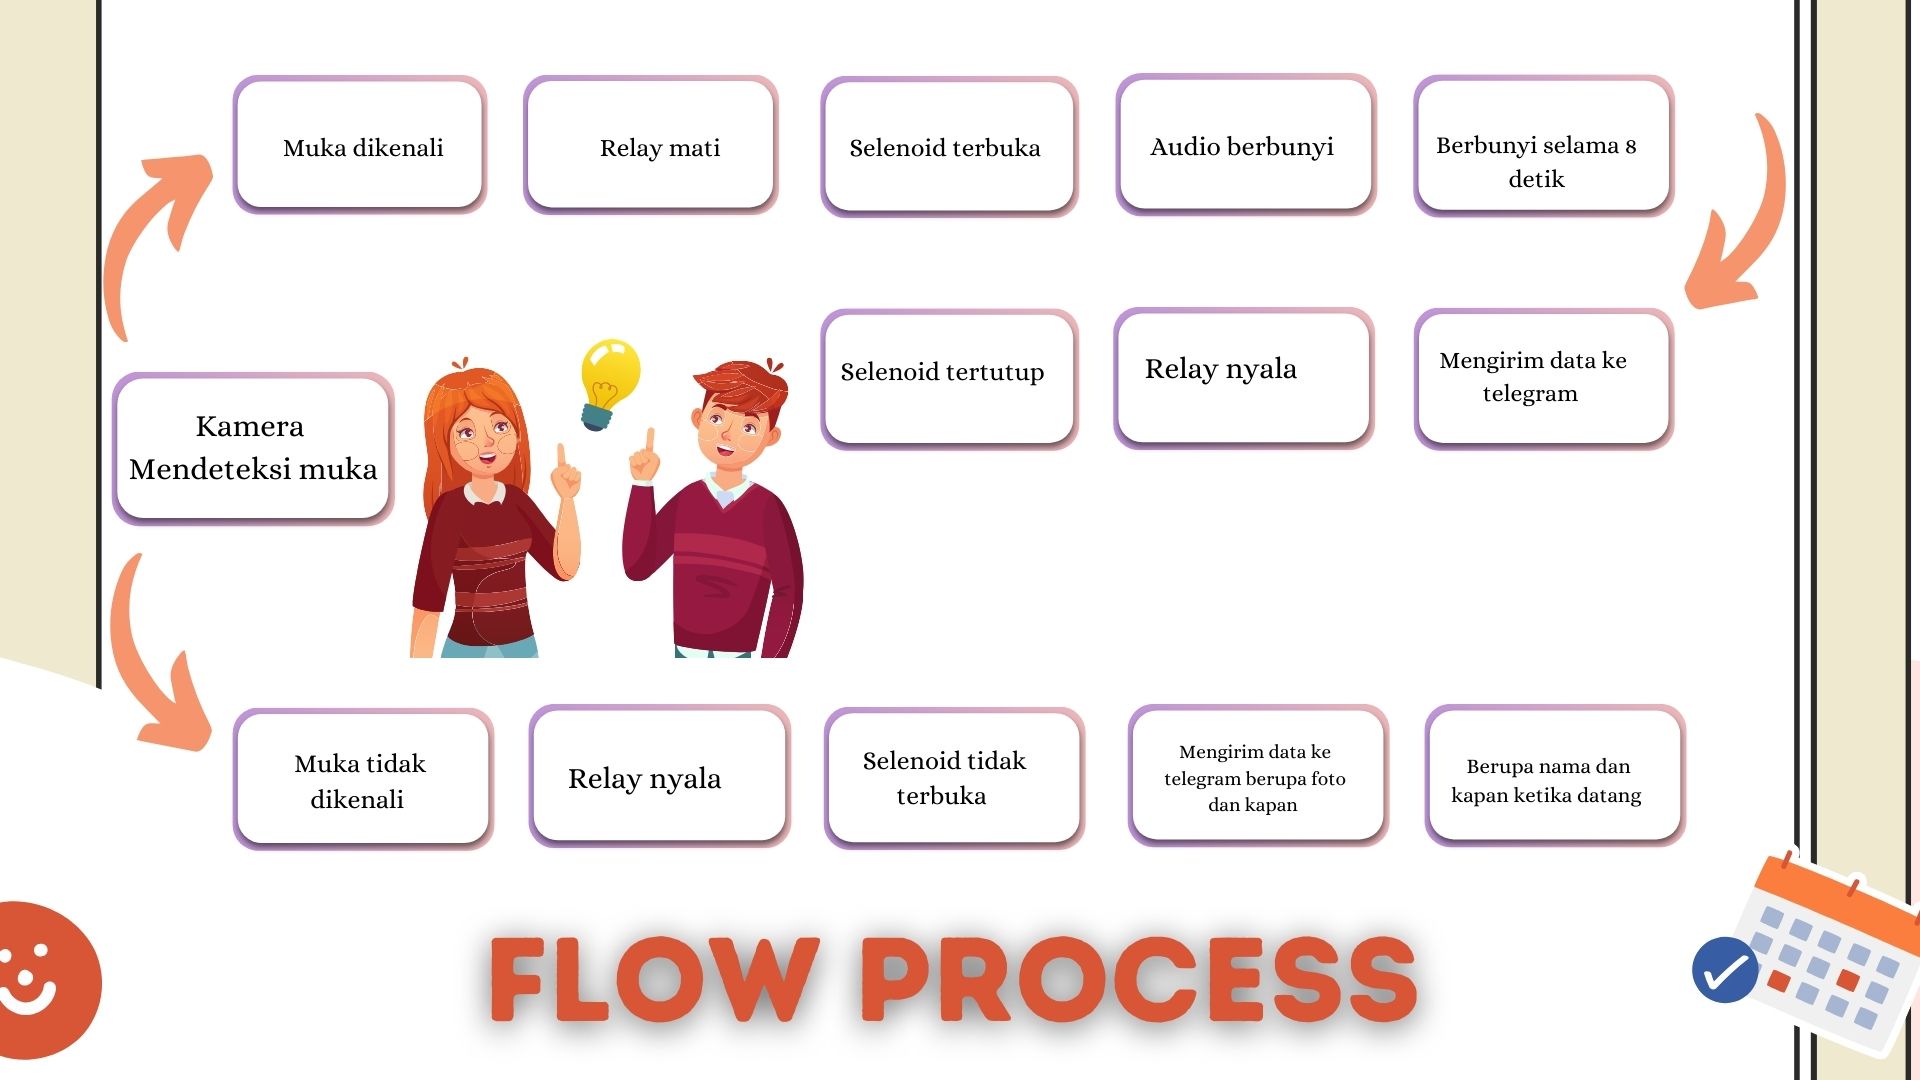 Muka dikenali
Relay mati
Selenoid terbuka
Audio berbunyi
Berbunyi selama 8
detik
Selenoid tertutup
Relay nyala
Mengirim data ke
telegram
Kamera
Mendeteksi muka
Muka tidak
dikenali
Relay nyala
Selenoid tidak
terbuka
Mengirim data ke
telegram berupa foto
dan kapan
Berupa nama dan
kapan ketika datang
FLOW PROCESS